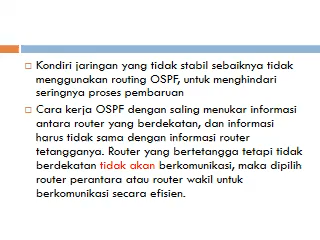 Kondiri jaringan yang tidak stabil sebaiknya tidak
menggunakan routing OSPF, untuk menghindari
seringnya proses pembaruan
Cara kerja OSPF dengan saling menukar informasi
antara router yang berdekatan, dan informasi
harus tidak sama dengan informasi router
tetangganya. Router yang bertetangga tetapi tidak
berdekatan tidak akan berkomunikasi, maka dipilih
router perantara atau router wakil untuk
berkomunikasi secara efisien.